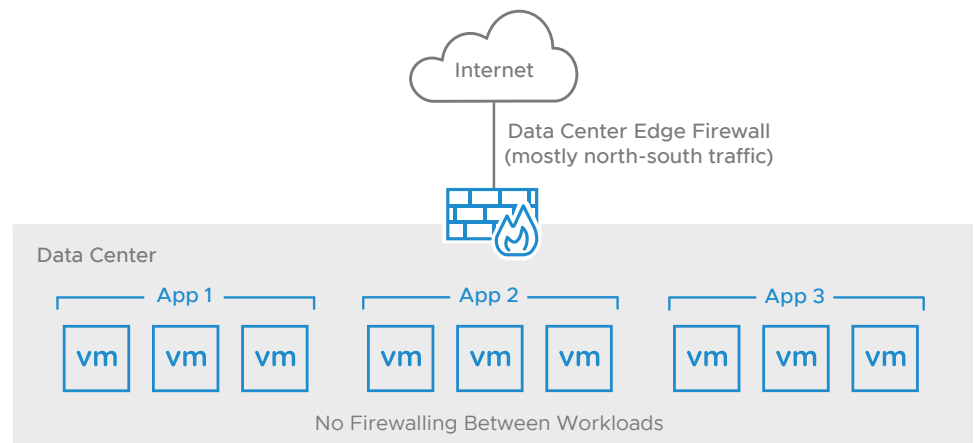 Internet
Data Center Edge Firewall
(mostly north-south traffic)
Data Center
App 1 App 2 App 3
vm vm vm vm vm vm vm vm vm
No Firewalling Between Workloads